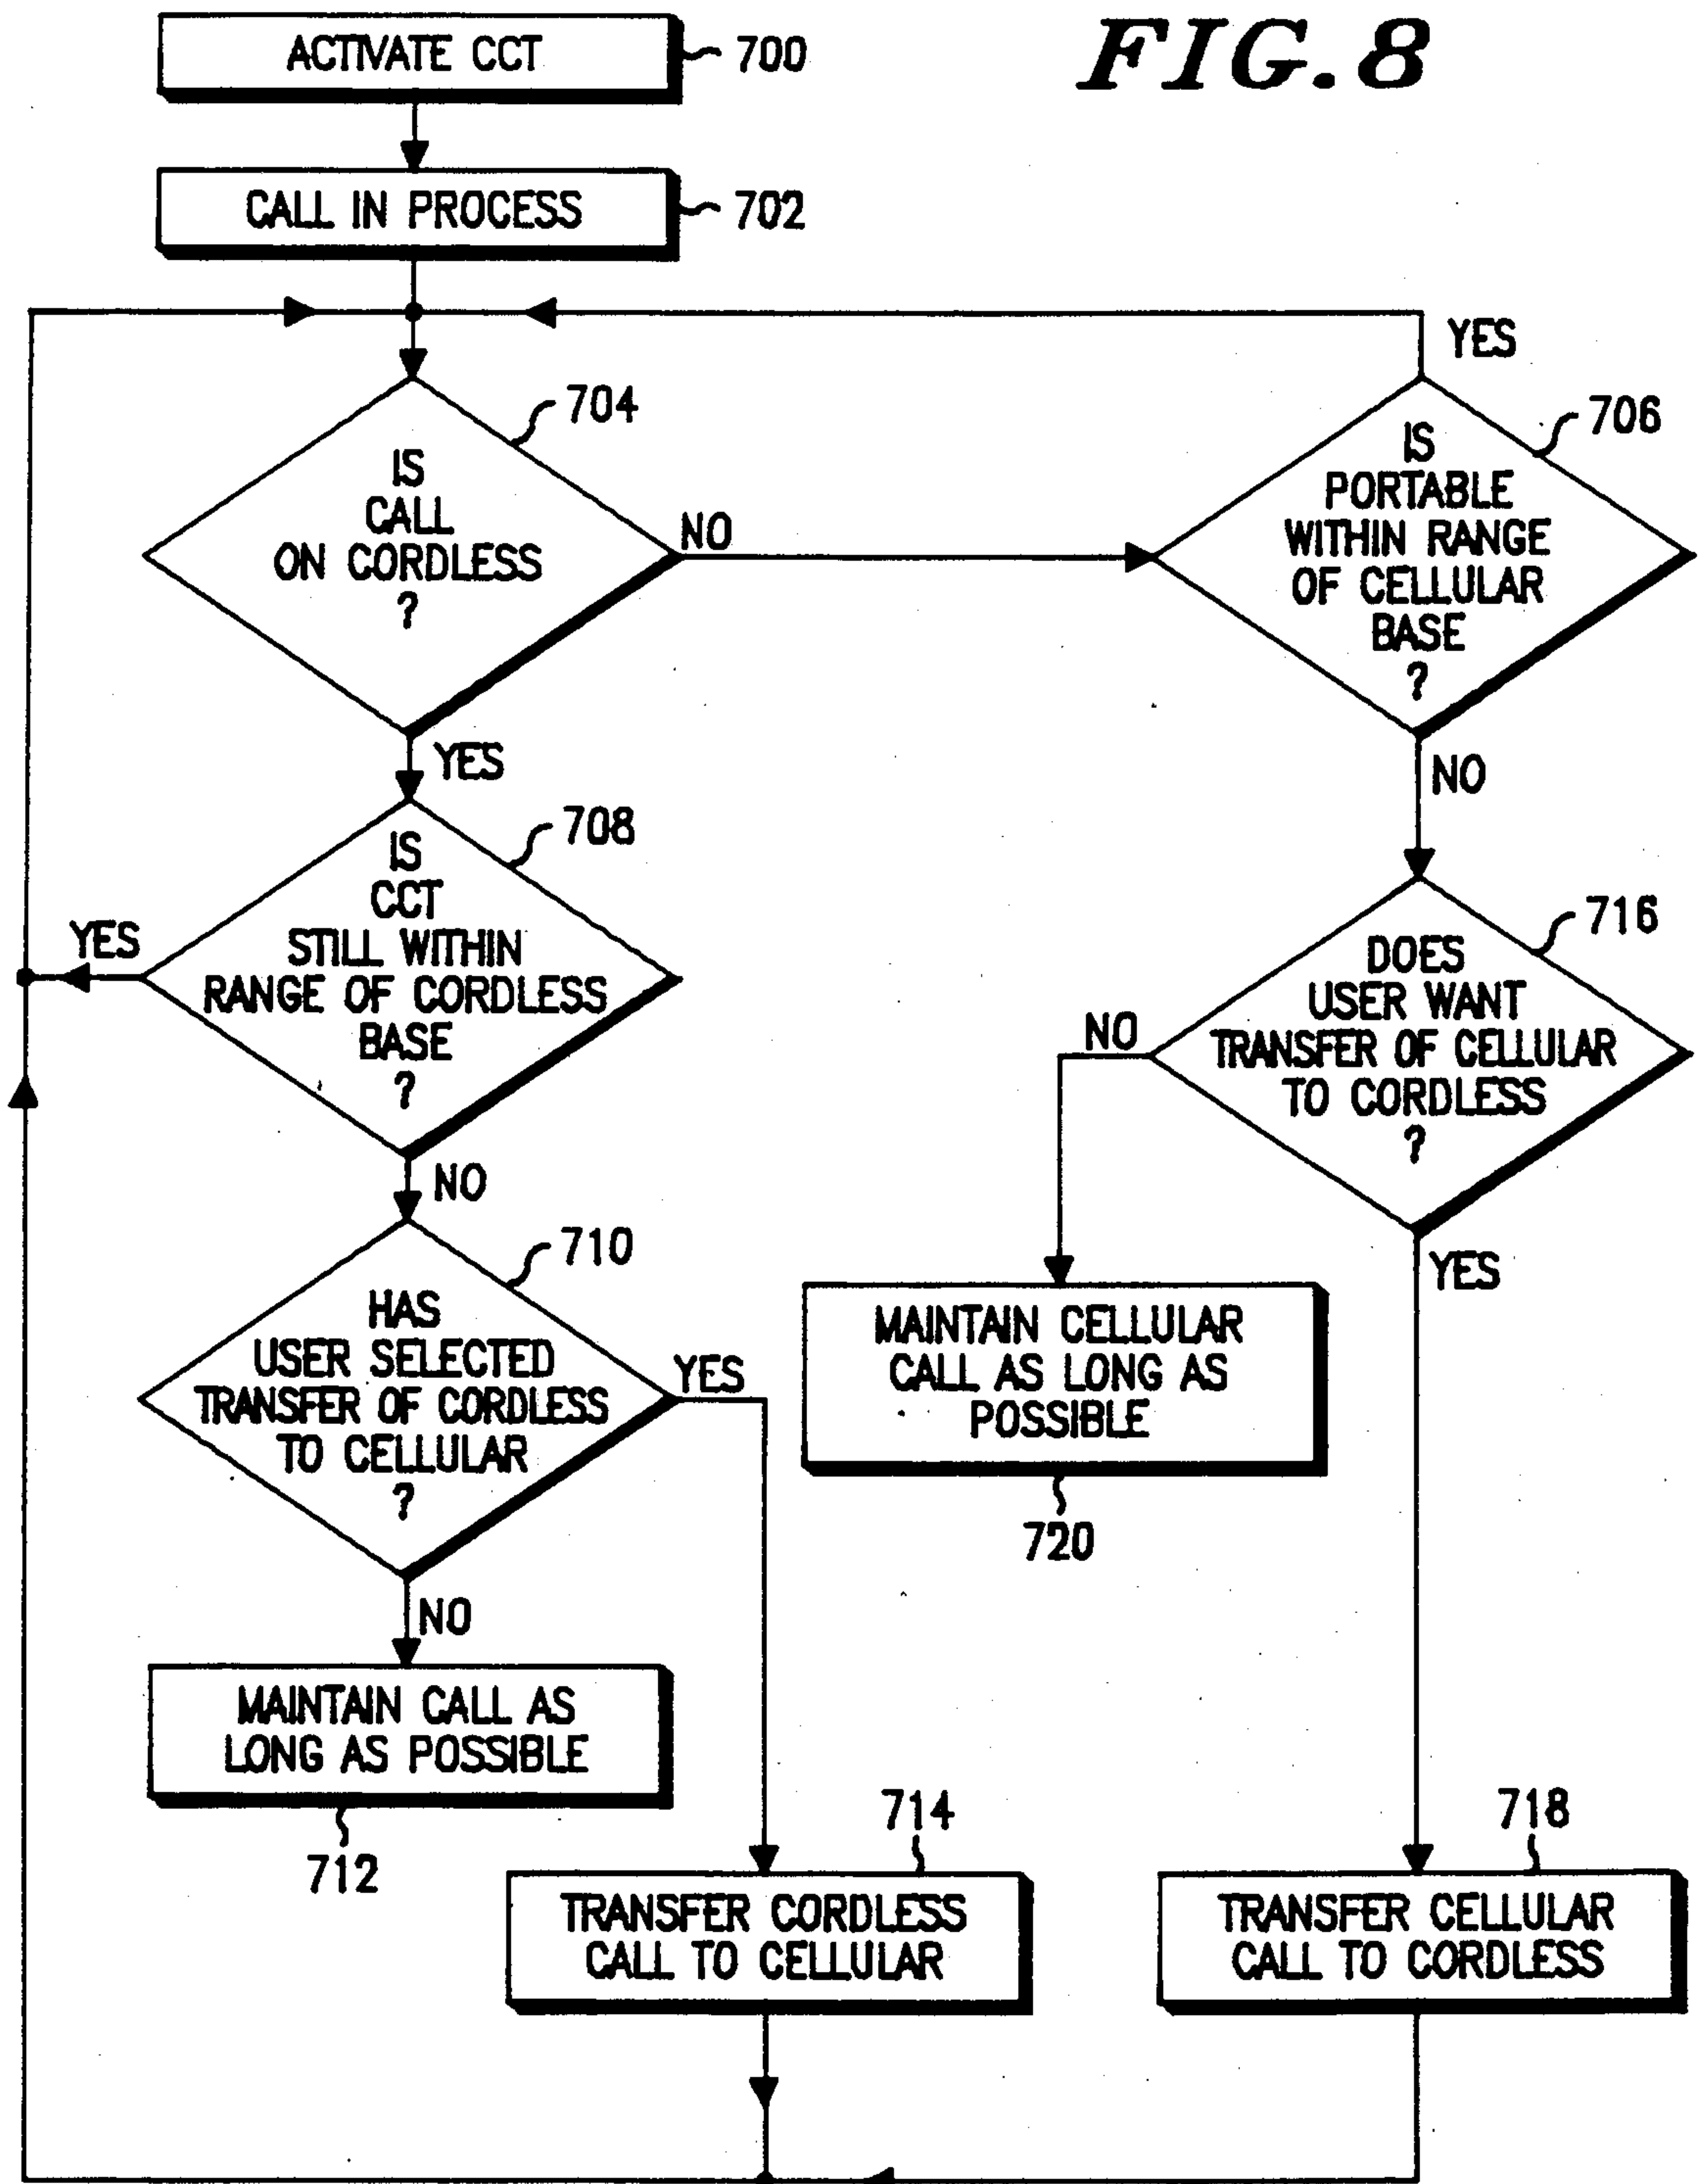 FIG. 8
ACTIVATE CCT
700
CALL IN PROCESS
702
704
IS
CALL
ON CORDLESS
?
NO
YES
706
IS
PORTABLE
WITHIN RANGE
OF CELLULAR
BASE
?
YES
NO
708
IS
CCT
STILL WITHIN
RANGE OF CORDLESS
BASE
?
YES
NO
716
DOES
USER WANT
TRANSFER OF CELLULAR
TO CORDLESS
?
NO
YES
710
HAS
USER SELECTED
TRANSFER OF CORDLESS
TO CELLULAR
?
YES
NO
MAINTAIN CELLULAR
CALL AS LONG AS
POSSIBLE
720
MAINTAIN CALL AS
LONG AS POSSIBLE
712
714
TRANSFER CORDLESS
CALL TO CELLULAR
718
TRANSFER CELLULAR
CALL TO CORDLESS